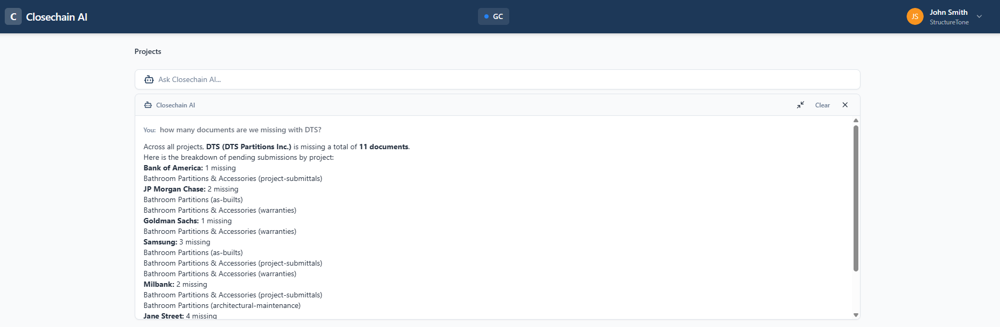 C Closechain AI
GC
JS
John Smith
StructureTone
Projects
Ask Closechain AI...
Closechain AI
Clear
You: how many documents are we missing with DTS?
Across all projects, DTS (DTS Partitions Inc.) is missing a total of 11 documents.
Here is the breakdown of pending submissions by project:
Bank of America: 1 missing
Bathroom Partitions & Accessories (project-submittals)
JP Morgan Chase: 2 missing
Bathroom Partitions (as-builts)
Bathroom Partitions & Accessories (warranties)
Goldman Sachs: 1 missing
Bathroom Partitions & Accessories (warranties)
Samsung: 3 missing
Bathroom Partitions (as-builts)
Bathroom Partitions & Accessories (project-submittals)
Bathroom Partitions & Accessories (warranties)
Milbank: 2 missing
Bathroom Partitions & Accessories (project-submittals)
Bathroom Partitions (architectural-maintenance)
Jane Street: 4 missing